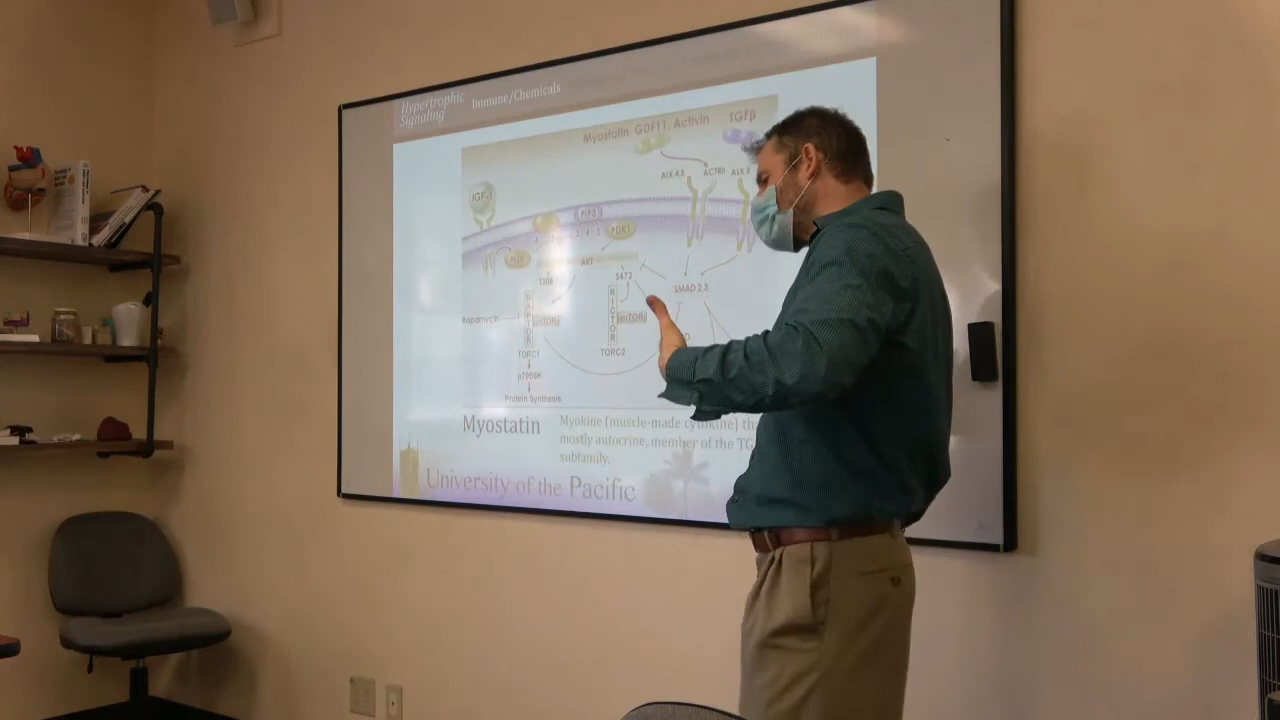 Hypertrophic
Signaling
Immune/Chemicals
Myostatin, GDF11, Activin
TGFβ
ALK 4,5
ACTRII
ALK 5
IGF-1
PIP3
PDK1
AKT
T308
S473
SMAD 2,3
RAPTOR
mTOR
RICTOR
mTOR
Rapamycin
TORC1
TORC2
p70S6K
Protein Synthesis
Myostatin
Myokine (muscle-made cytokine) th
mostly autocrine, member of the TG
subfamily.
University of the Pacific